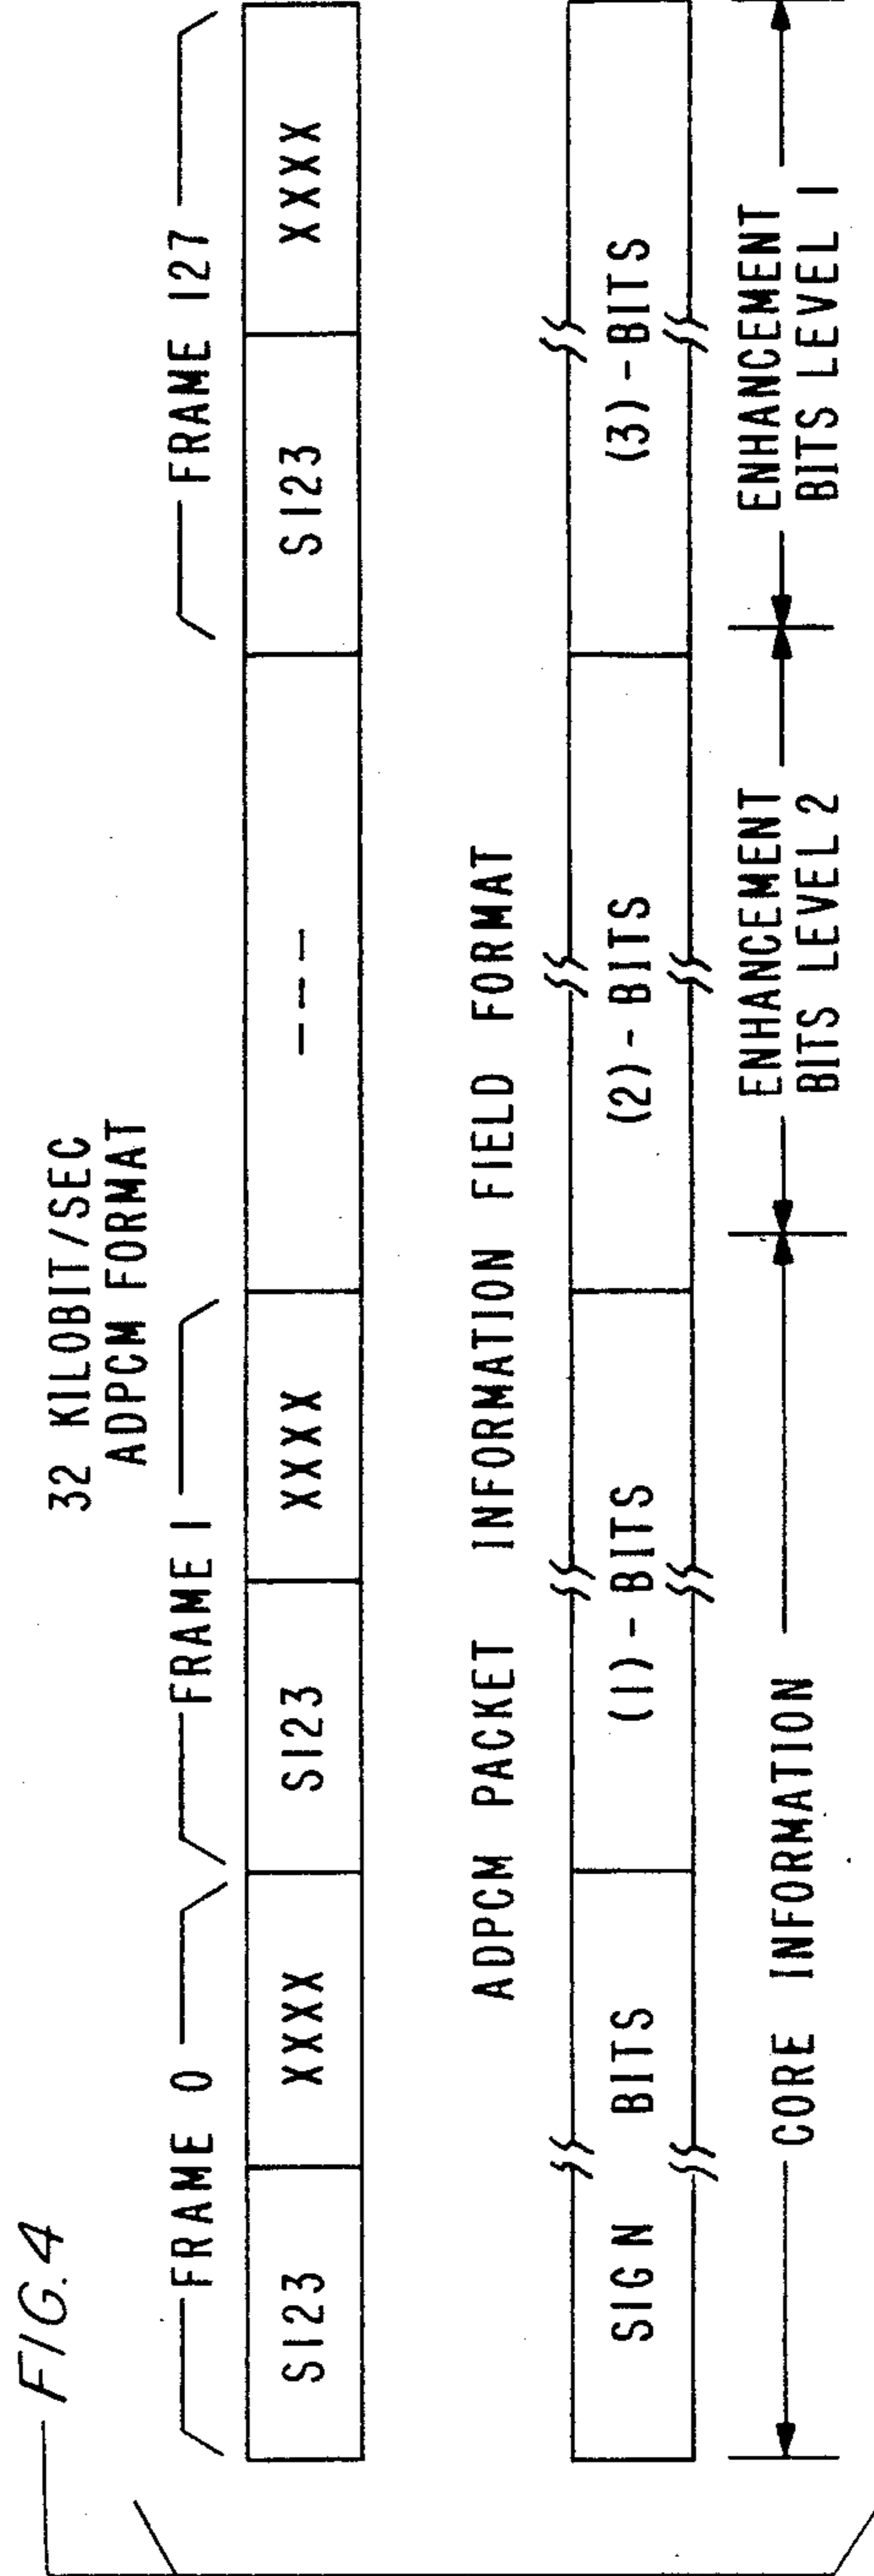 FIG. 4
32 KILOBIT/SEC
ADPCM FORMAT
FRAME 0
FRAME 1
FRAME 127
S123
XXXX
S123
XXXX
---
S123
XXXX
ADPCM PACKET INFORMATION FIELD FORMAT
SIGN BITS
(1)-BITS
(2)-BITS
(3)-BITS
CORE INFORMATION
ENHANCEMENT
BITS LEVEL 2
ENHANCEMENT
BITS LEVEL 1